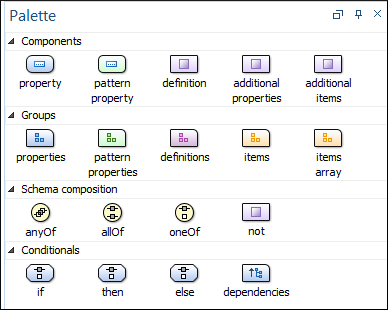 Palette
Components
property
pattern property
definition
additional properties
additional items
Groups
properties
pattern properties
definitions
items
items array
Schema composition
anyOf
allOf
oneOf
not
Conditionals
if
then
else
dependencies